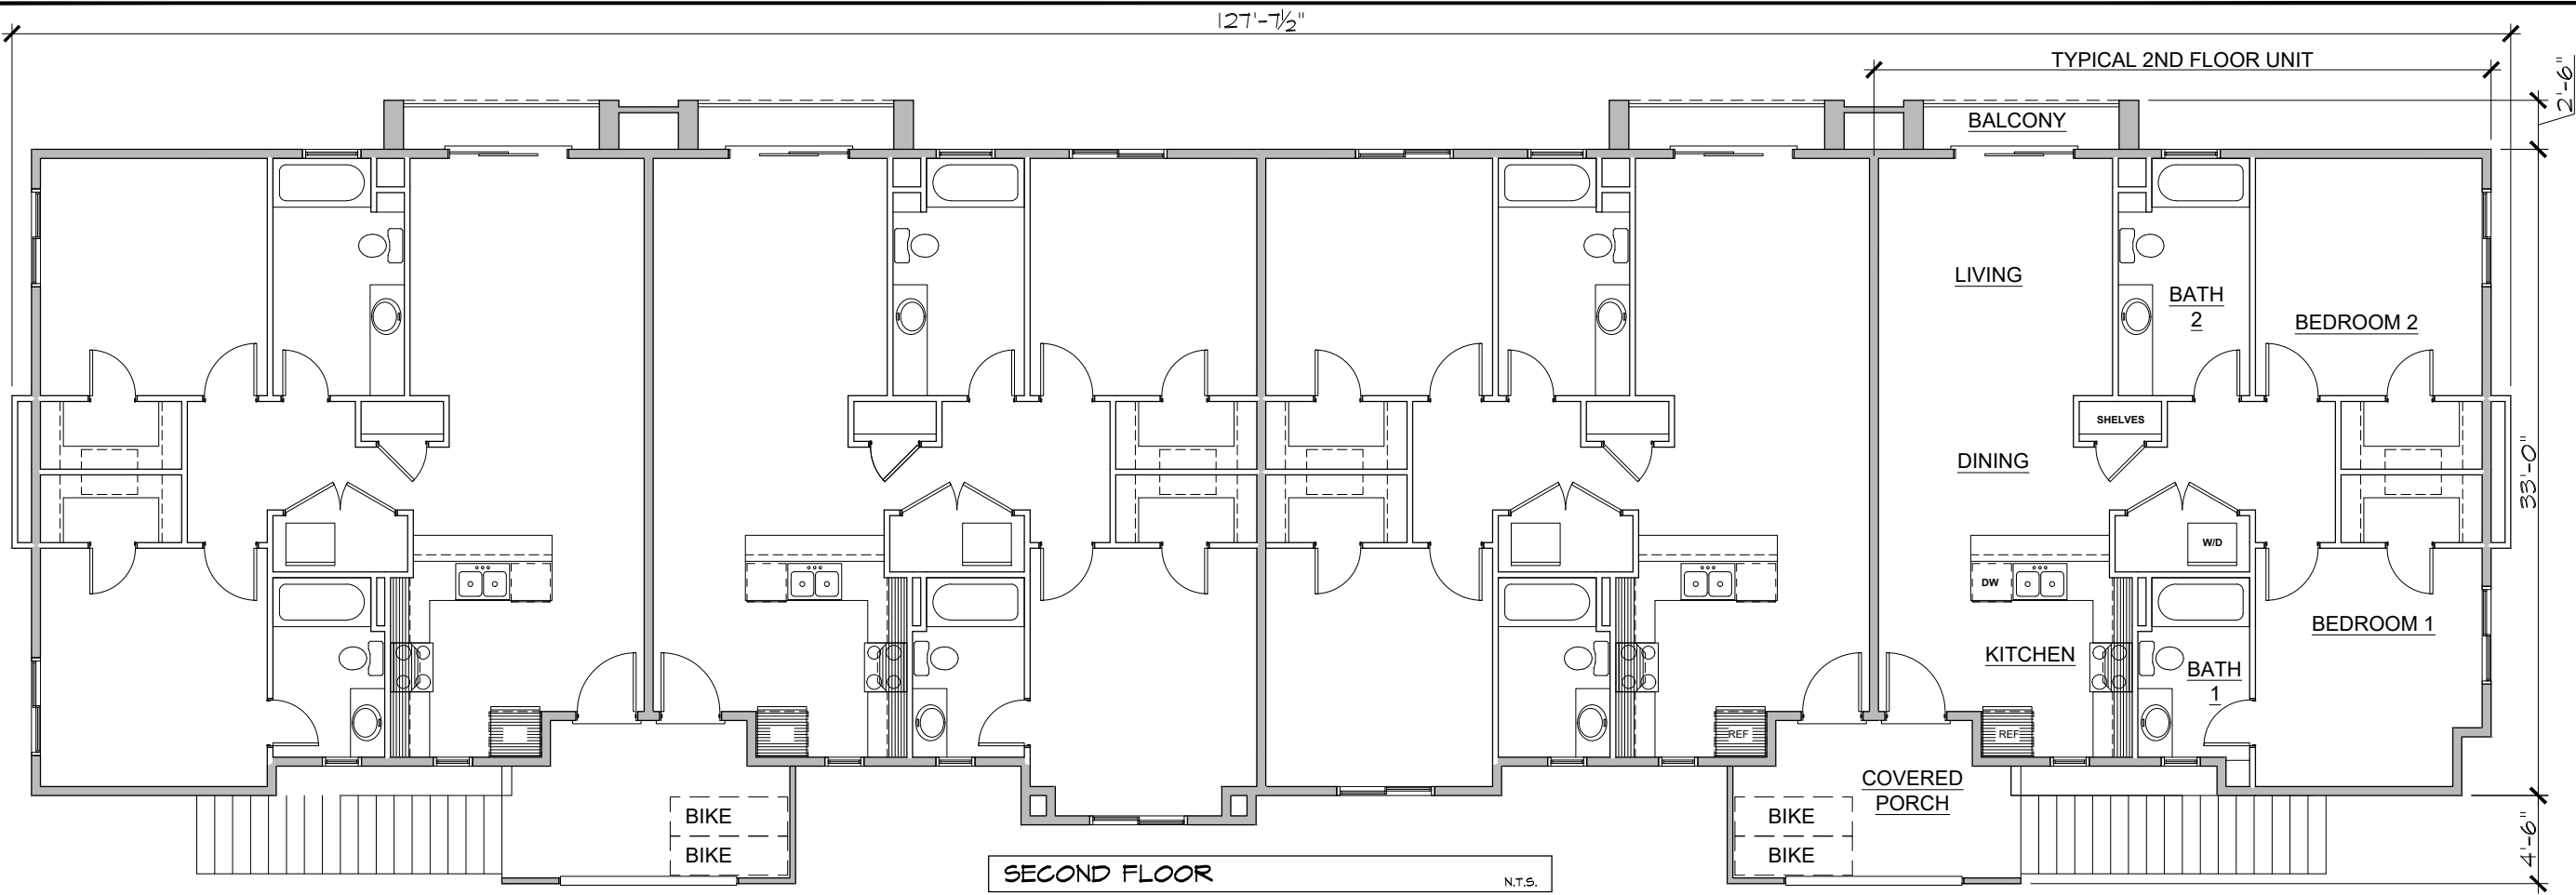 127'-7½"
TYPICAL 2ND FLOOR UNIT
2'-6"
BALCONY
LIVING
BATH
2
BEDROOM 2
SHELVES
DINING
33'-0"
W/D
DW
BEDROOM 1
KITCHEN
BATH
1
REF
REF
COVERED
PORCH
BIKE
BIKE
BIKE
BIKE
4'-6"
SECOND FLOOR
N.T.S.